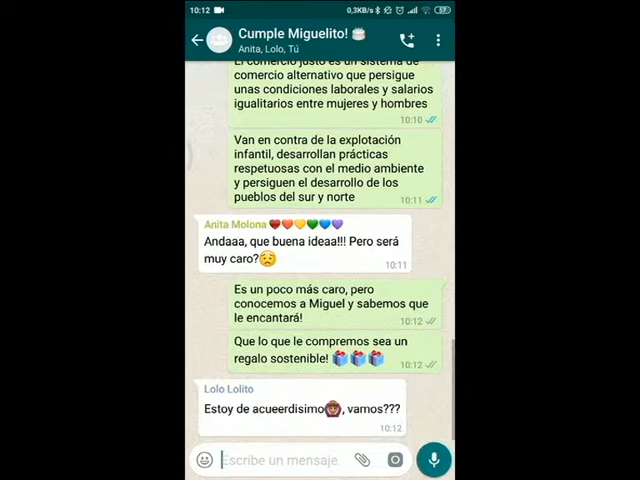 10:12 0,3KB/s 57
Cumple Miguelito! 🎂
Anita, Lolo, Tú
El comercio justo es un sistema de
comercio alternativo que persigue
unas condiciones laborales y salarios
igualitarios entre mujeres y hombres
10:10
Van en contra de la explotación
infantil, desarrollan prácticas
respetuosas con el medio ambiente
y persiguen el desarrollo de los
pueblos del sur y norte
10:11
Anita Molona ❤️🧡💛💚💙💜
Andaaa, que buena ideaa!!! Pero será
muy caro?😟
10:11
Es un poco más caro, pero
conocemos a Miguel y sabemos que
le encantará!
10:12
Que lo que le compremos sea un
regalo sostenible! 🎁🎁🎁
10:12
Lolo Lolito
Estoy de acueerdisimo🙆, vamos???
10:12
Escribe un mensaje